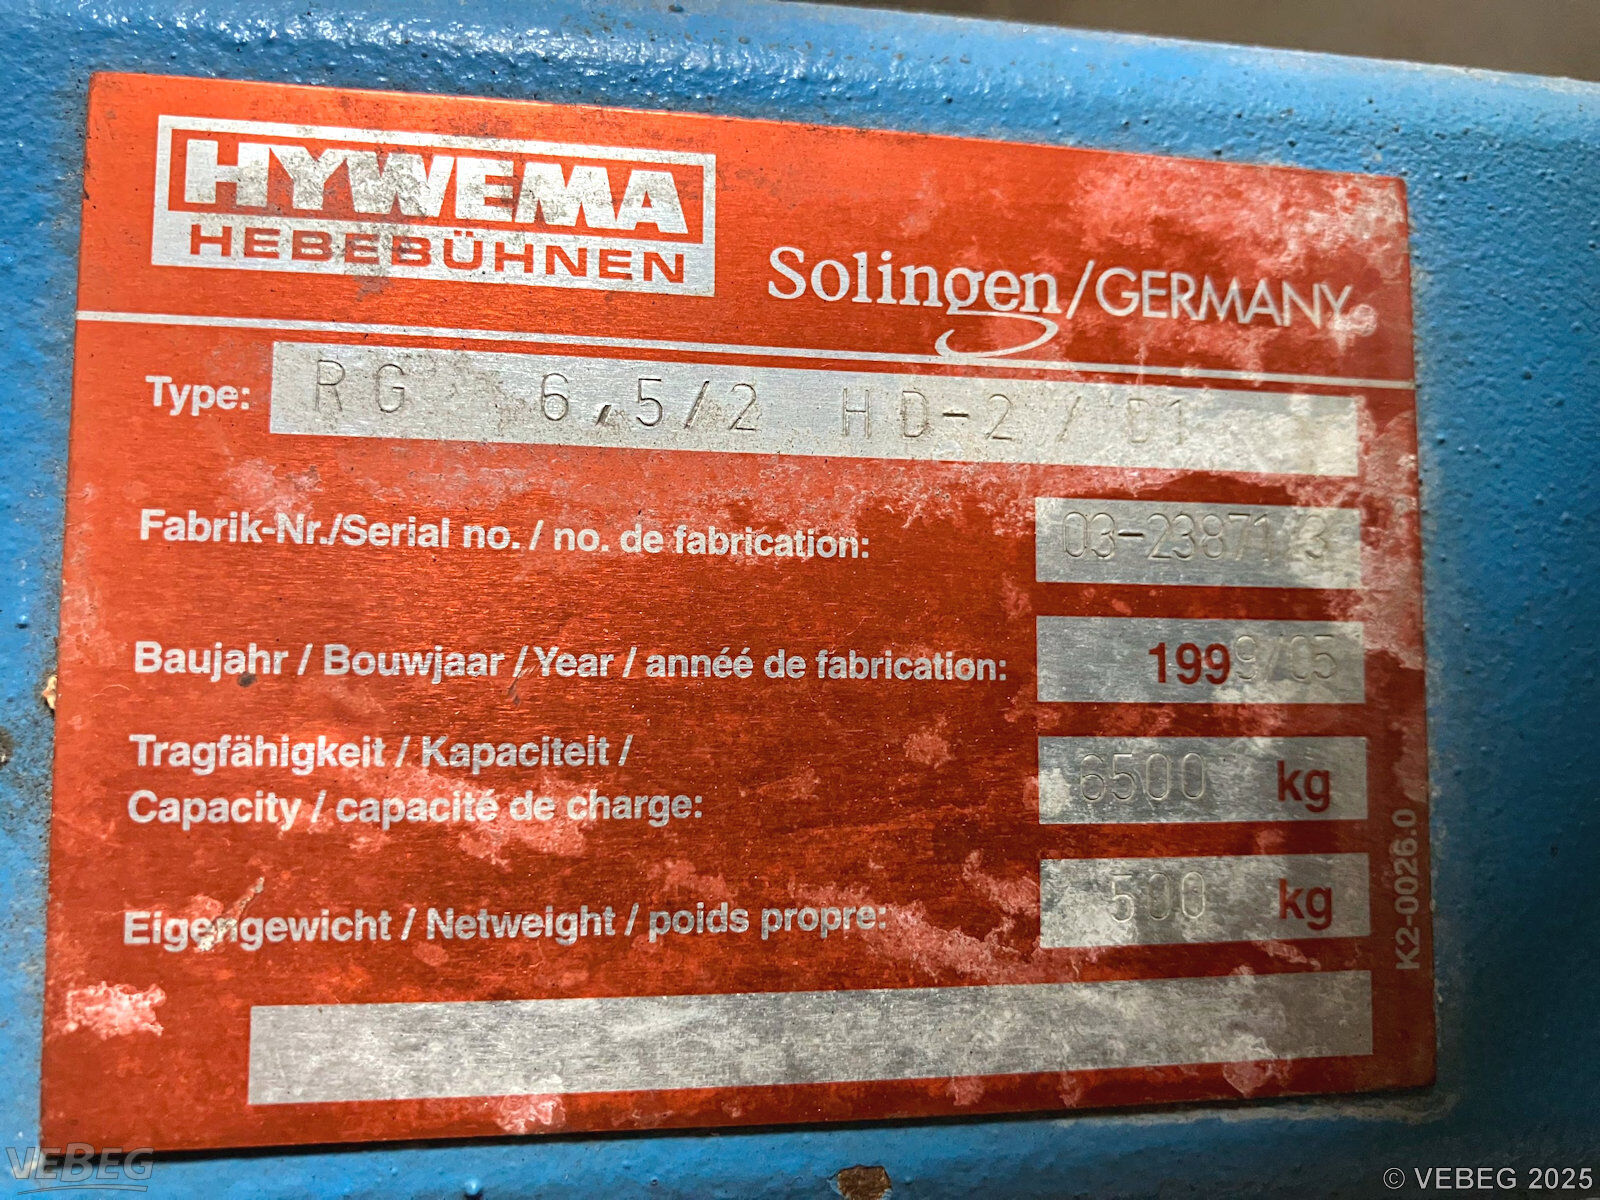 HYWEMA
HEBEBÜHNEN
Solingen/GERMANY
Type: RG 6,5/2 HD-2 / D1
Fabrik-Nr./Serial no. / no. de fabrication: 03-23871/3
Baujahr / Bouwjaar / Year / annéé de fabrication: 1999/05
Tragfähigkeit / Kapaciteit /
Capacity / capacité de charge: 6500 kg
Eigengewicht / Netweight / poids propre: 500 kg
K2-0026.0
VEBEG
© VEBEG 2025